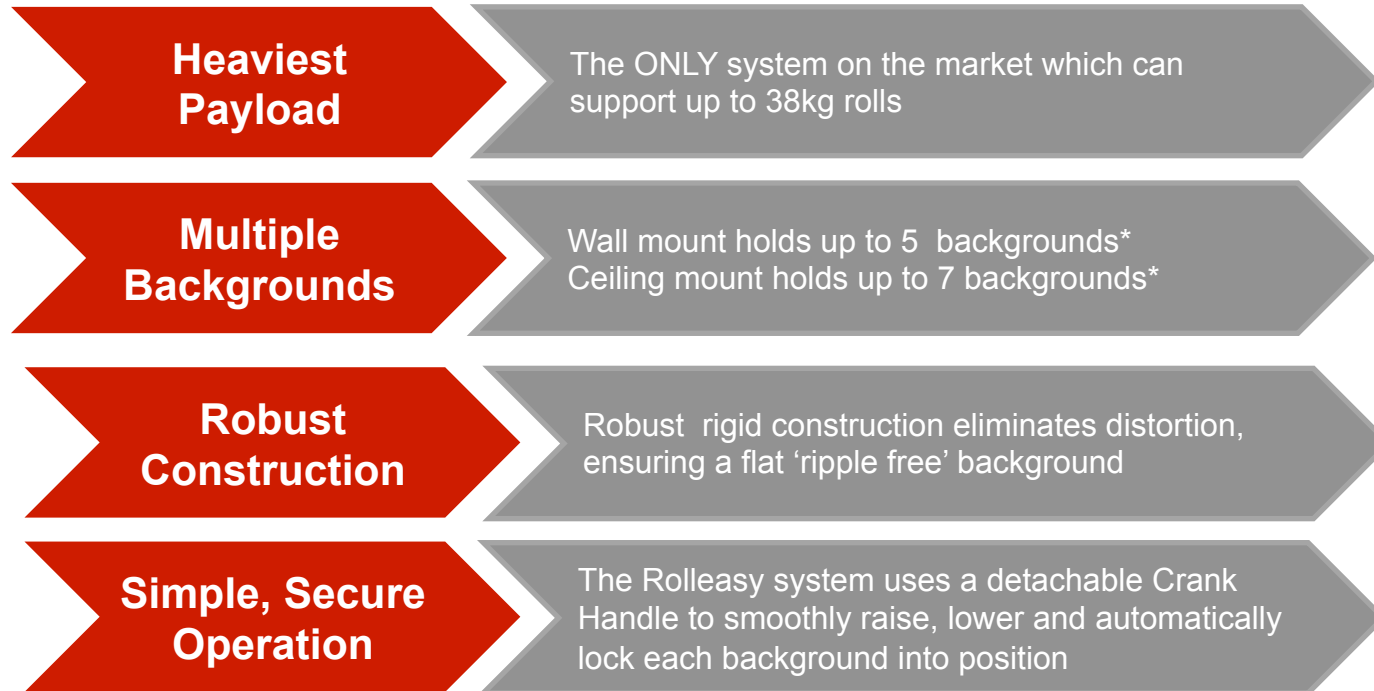 Heaviest
Payload
The ONLY system on the market which can
support up to 38kg rolls
Multiple
Backgrounds
Wall mount holds up to 5  backgrounds*
Ceiling mount holds up to 7 backgrounds*
Robust
Construction
Robust  rigid construction eliminates distortion,
ensuring a flat ‘ripple free’ background
Simple, Secure
Operation
The Rolleasy system uses a detachable Crank
Handle to smoothly raise, lower and automatically
lock each background into position